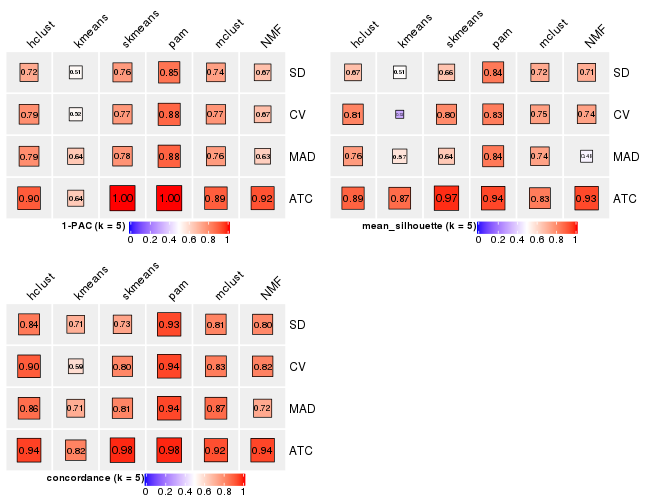 hclust kmeans skmeans pam mclust NMF
0.72 0.51 0.76 0.85 0.74 0.67 SD
0.79 0.52 0.77 0.88 0.77 0.67 CV
0.79 0.64 0.78 0.88 0.76 0.63 MAD
0.90 0.64 1.00 1.00 0.89 0.92 ATC
1-PAC (k = 5)
0 0.2 0.4 0.6 0.8 1
hclust kmeans skmeans pam mclust NMF
0.67 0.51 0.66 0.84 0.72 0.71 SD
0.81 0.80 0.83 0.75 0.74 CV
0.76 0.57 0.64 0.84 0.74 0.48 MAD
0.89 0.87 0.97 0.94 0.83 0.93 ATC
mean_silhouette (k = 5)
0 0.2 0.4 0.6 0.8 1
hclust kmeans skmeans pam mclust NMF
0.84 0.71 0.73 0.93 0.81 0.80 SD
0.90 0.59 0.80 0.94 0.83 0.82 CV
0.86 0.71 0.81 0.94 0.87 0.72 MAD
0.94 0.82 0.98 0.98 0.92 0.94 ATC
concordance (k = 5)
0 0.2 0.4 0.6 0.8 1